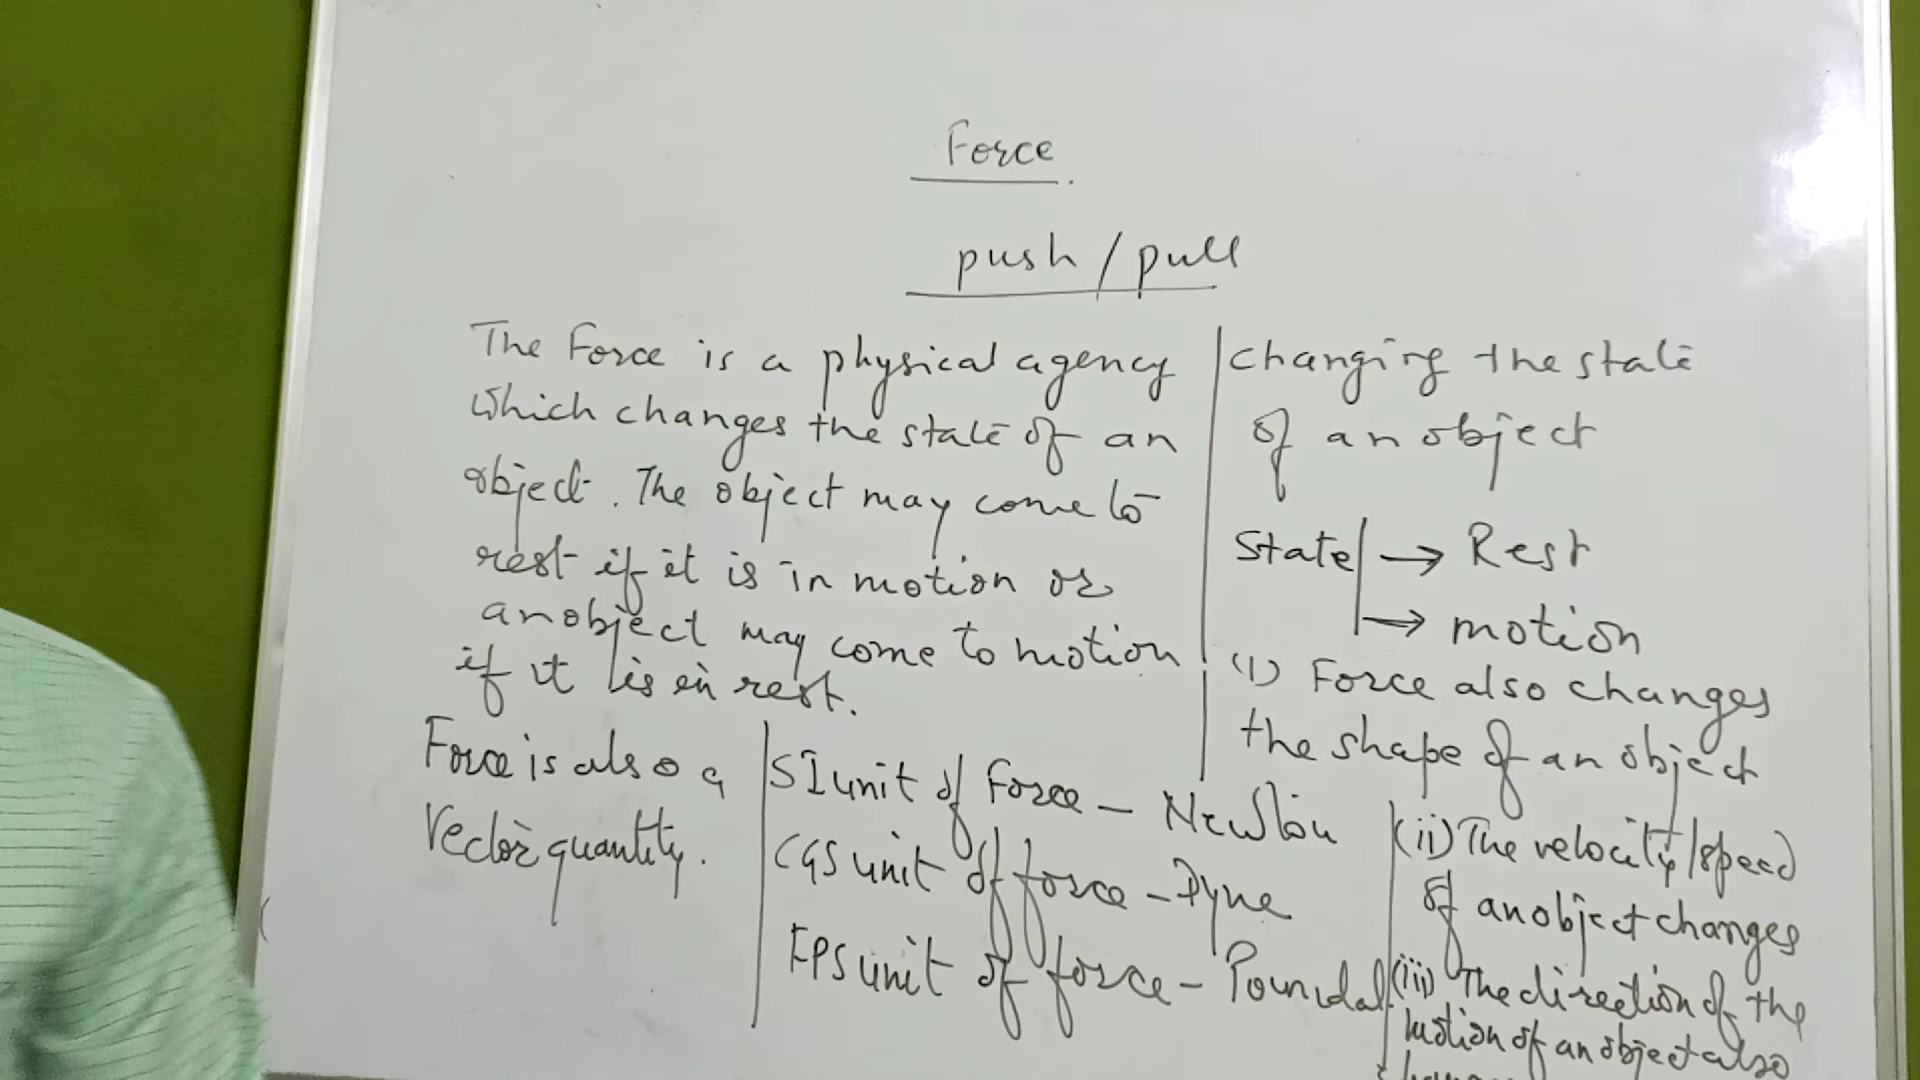 Force
push / pull
The Force is a physical agency
which changes the state of an
object. The object may come to
rest if it is in motion or
an object may come to motion
if it is in rest.
changing the state
of an object
State → Rest
→ motion
(i) Force also changes
the shape of an object
Force is also a
Vector quantity.
SI unit of Force – Newton
CGS unit of force – Dyne
FPS unit of force – Poundal
(ii) The velocity/speed
of an object changes
(iii) The direction of the
motion of an object also